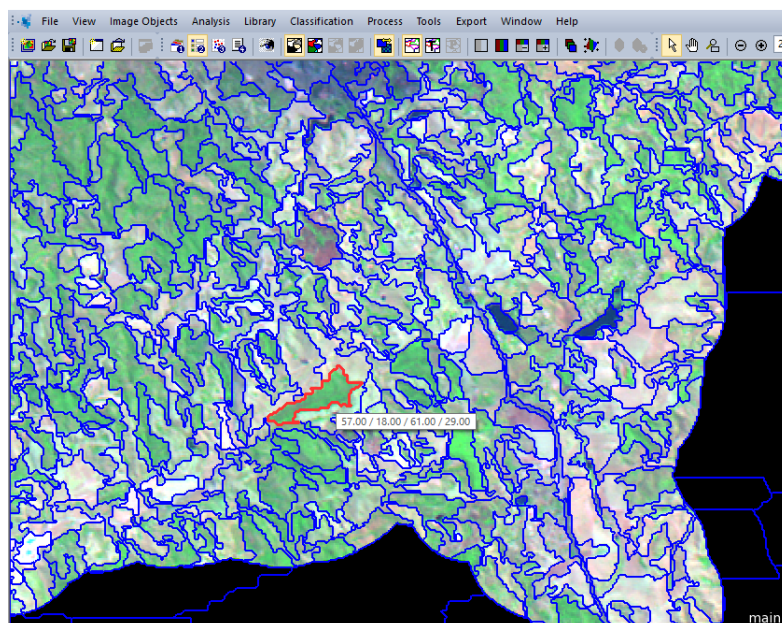 File View Image Objects Analysis Library Classification Process Tools Export Window Help
2
57.00 / 18.00 / 61.00 / 29.00
main